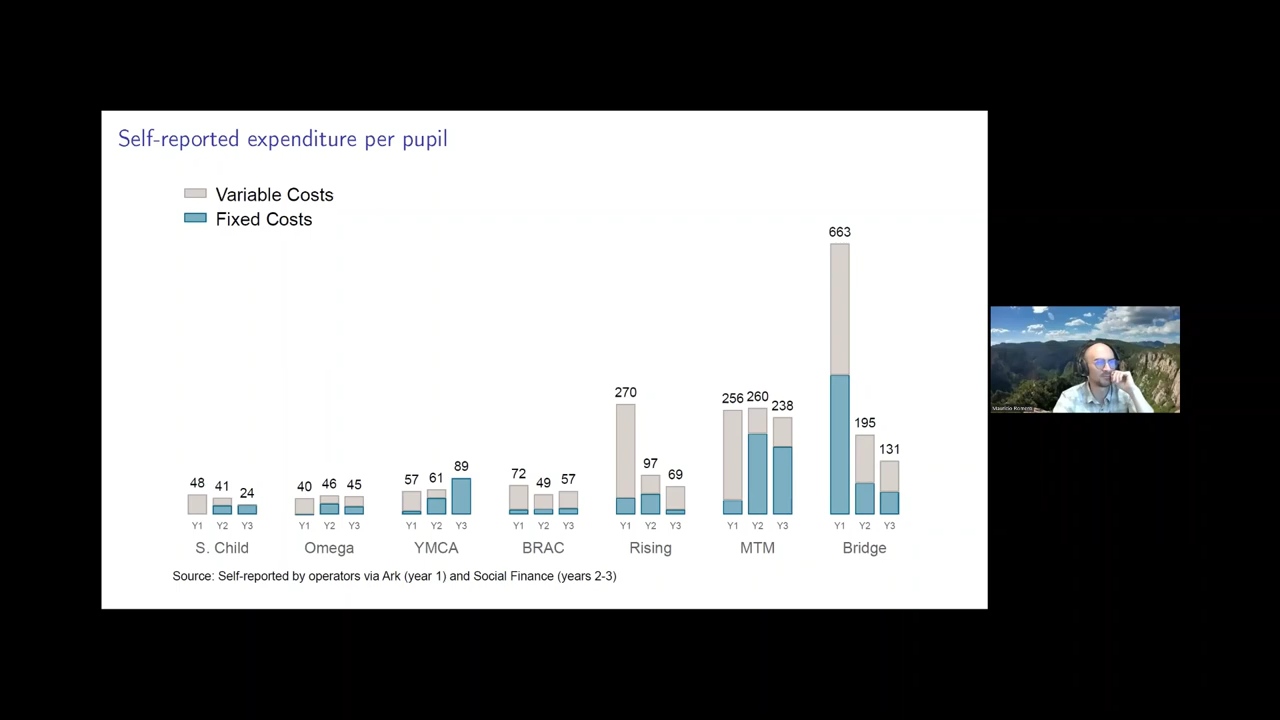 Self-reported expenditure per pupil
Variable Costs
Fixed Costs
663
270
256 260 238
195
131
48 41 24
40 46 45
57 61 89
72 49 57
97 69
Y1 Y2 Y3 Y1 Y2 Y3 Y1 Y2 Y3 Y1 Y2 Y3 Y1 Y2 Y3 Y1 Y2 Y3 Y1 Y2 Y3
S. Child Omega YMCA BRAC Rising MTM Bridge
Source: Self-reported by operators via Ark (year 1) and Social Finance (years 2-3)
Mauricio Romero